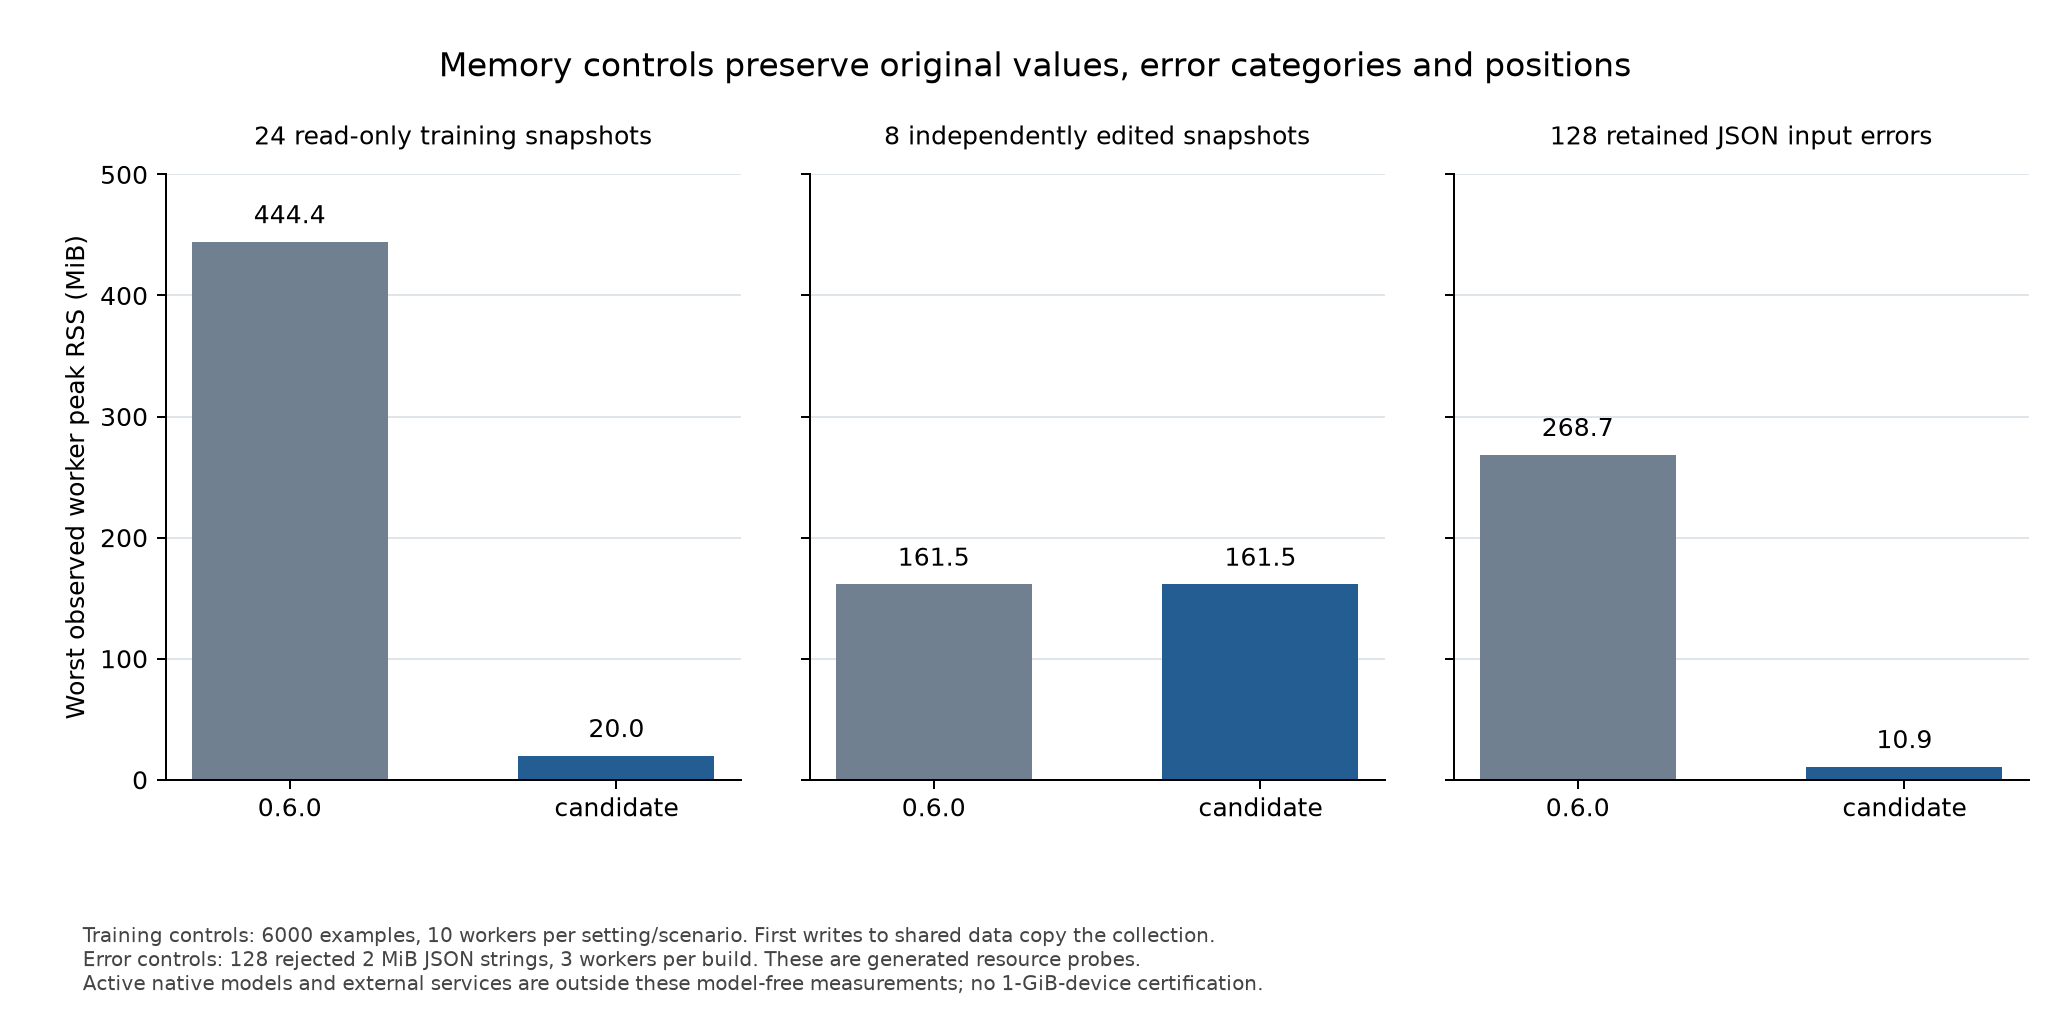 Memory controls preserve original values, error categories and positions
24 read-only training snapshots
8 independently edited snapshots
128 retained JSON input errors
Worst observed worker peak RSS (MiB)
500
400
300
200
100
0
444.4
20.0
0.6.0
candidate
161.5
161.5
0.6.0
candidate
268.7
10.9
0.6.0
candidate
Training controls: 6000 examples, 10 workers per setting/scenario. First writes to shared data copy the collection.
Error controls: 128 rejected 2 MiB JSON strings, 3 workers per build. These are generated resource probes.
Active native models and external services are outside these model-free measurements; no 1-GiB-device certification.